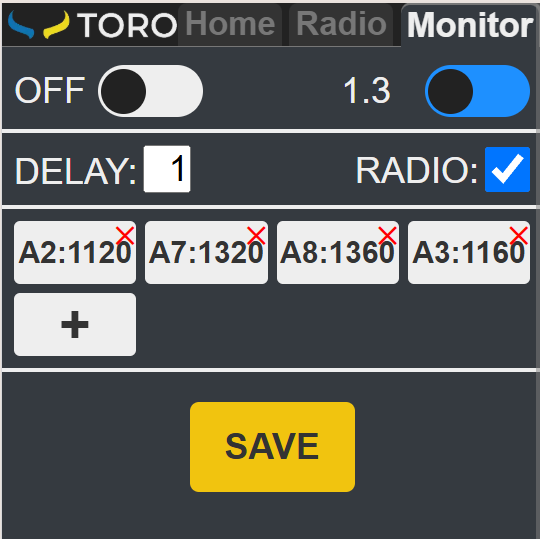 TORO Home Radio Monitor
OFF 1.3
DELAY: 1 RADIO:
A2:1120 A7:1320 A8:1360 A3:1160
+
SAVE